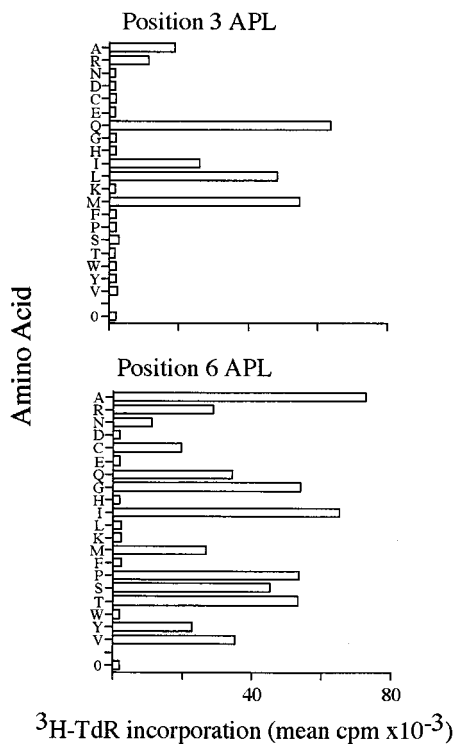 Position 3 APL
A
R
N
D
C
E
Q
G
H
I
L
K
M
F
P
S
T
W
Y
V
0
Amino Acid
Position 6 APL
A
R
N
D
C
E
Q
G
H
I
L
K
M
F
P
S
T
W
Y
V
0
40 80
³H-TdR incorporation (mean cpm x10⁻³)